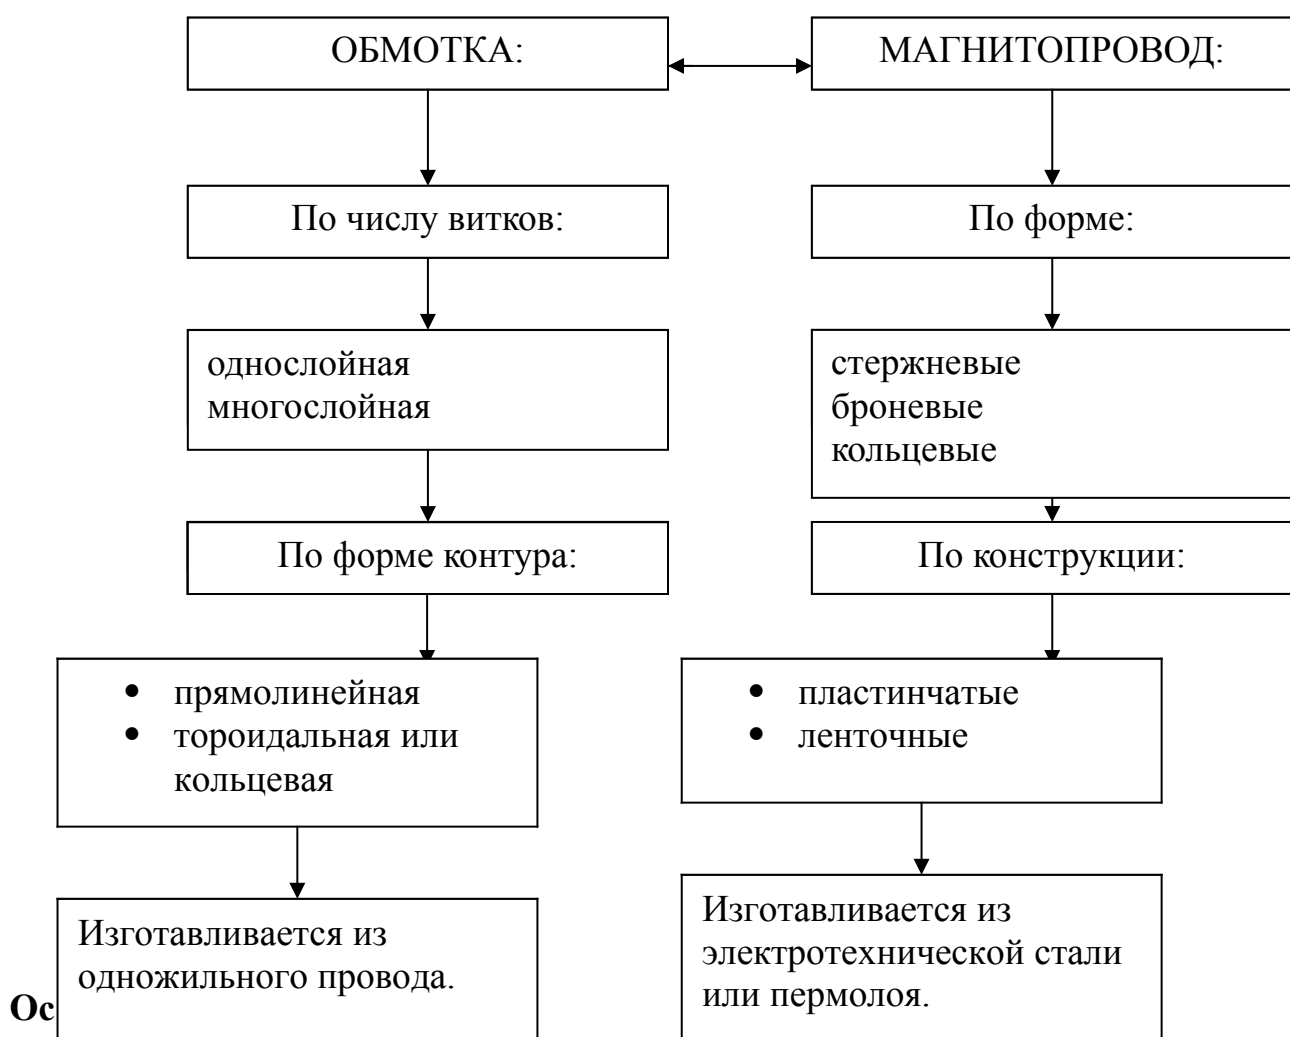 ОБМОТКА:
МАГНИТОПРОВОД:
По числу витков:
По форме:
однослойная
многослойная
стержневые
броневые
кольцевые
По форме контура:
По конструкции:
• прямолинейная
• тороидальная или
кольцевая
• пластинчатые
• ленточные
Изготавливается из
одножильного провода.
Изготавливается из
электротехнической стали
или пермолоя.
Ос